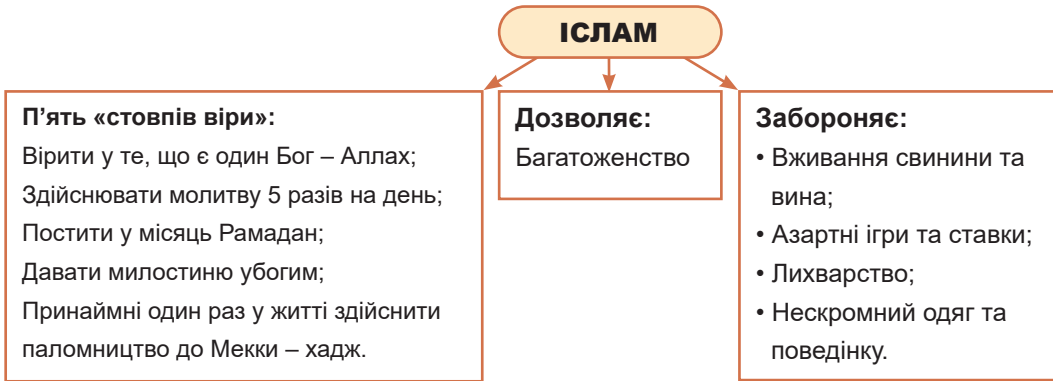 ІСЛАМ
П’ять «стовпів віри»:
Вірити у те, що є один Бог – Аллах;
Здійснювати молитву 5 разів на день;
Постити у місяць Рамадан;
Давати милостиню убогим;
Принаймні один раз у житті здійснити
паломництво до Мекки – хадж.
Дозволяє:
Багатоженство
Забороняє:
• Вживання свинини та
вина;
• Азартні ігри та ставки;
• Лихварство;
• Нескромний одяг та
поведінку.